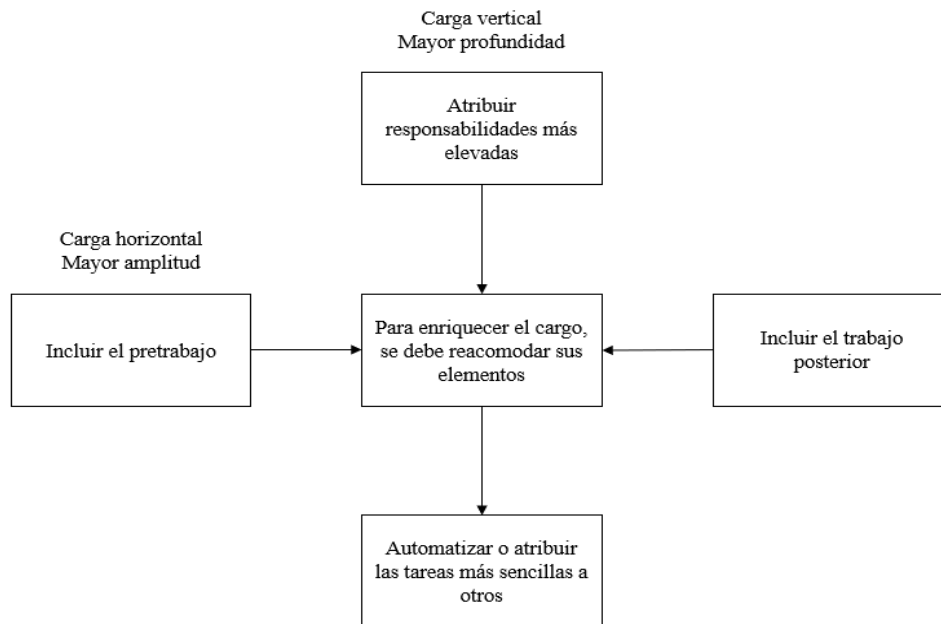 Carga vertical
Mayor profundidad
Atribuir
responsabilidades más
elevadas
Carga horizontal
Mayor amplitud
Incluir el pretrabajo
Para enriquecer el cargo,
se debe reacomodar sus
elementos
Incluir el trabajo
posterior
Automatizar o atribuir
las tareas más sencillas a
otros